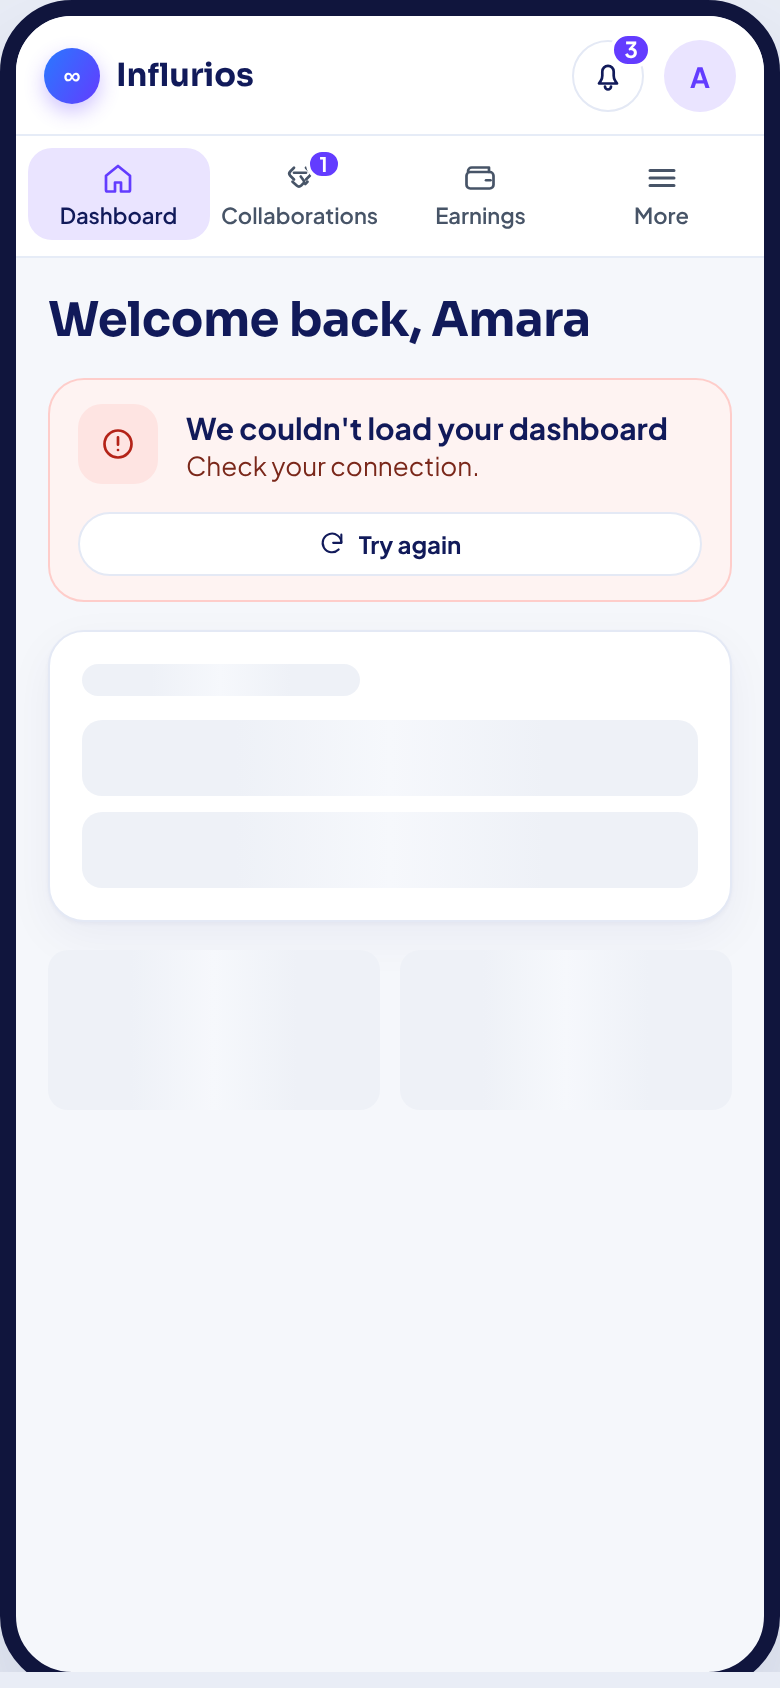 ∞ Influrios
3
A
Dashboard
1
Collaborations
Earnings
More
Welcome back, Amara
We couldn't load your dashboard
Check your connection.
Try again